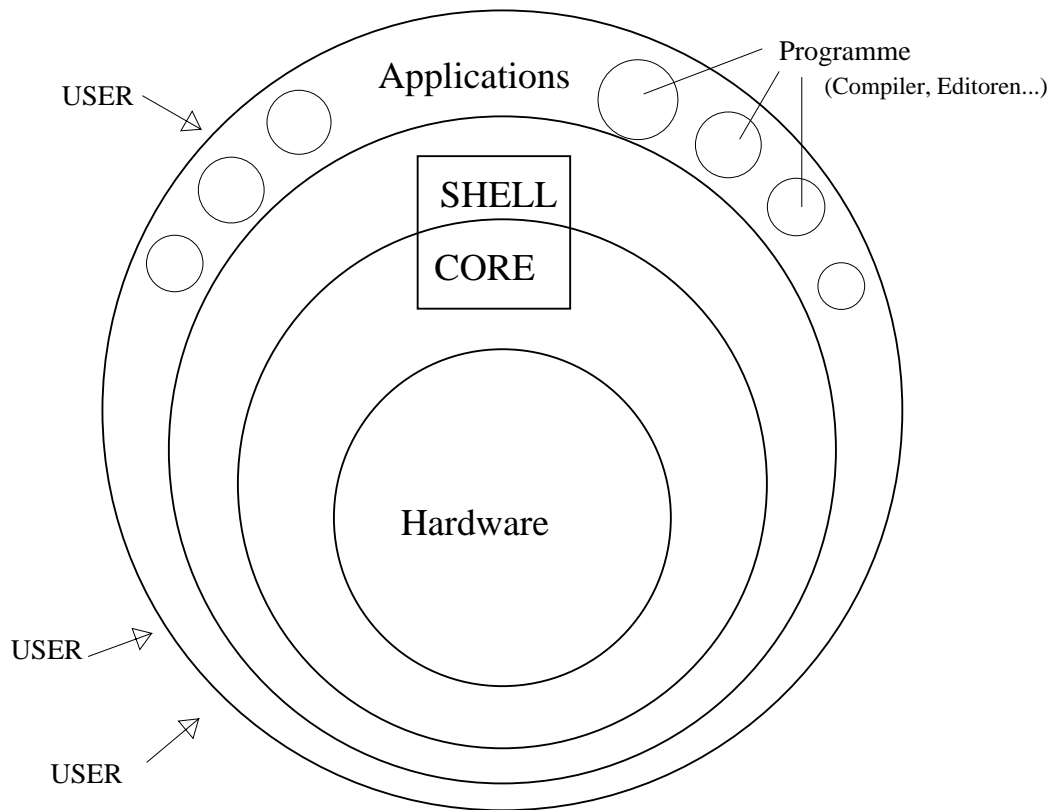 Programme
(Compiler, Editoren...)
Applications
USER
SHELL
CORE
Hardware
USER
USER